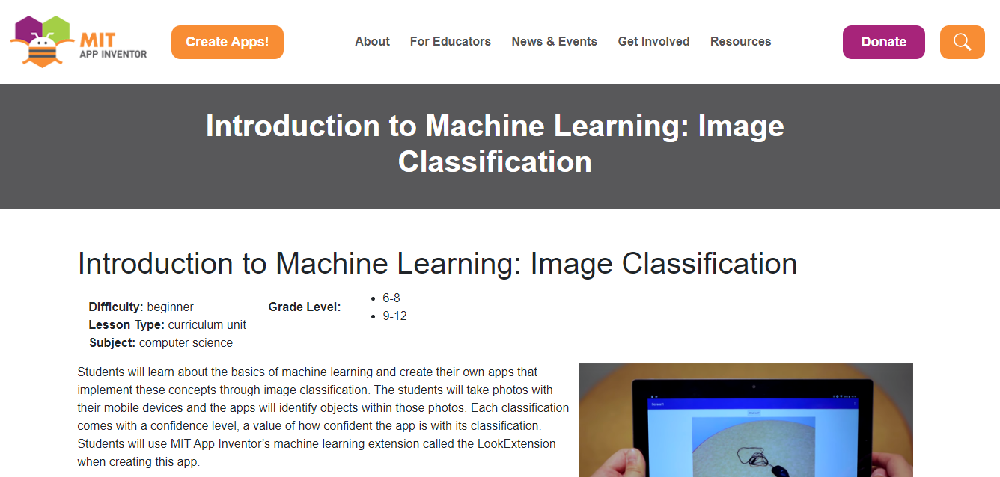 MIT
APP INVENTOR
Create Apps!
About
For Educators
News & Events
Get Involved
Resources
Donate
Introduction to Machine Learning: Image
Classification
Introduction to Machine Learning: Image Classification
Difficulty: beginner
Lesson Type: curriculum unit
Subject: computer science
Grade Level:
6-8
9-12
Students will learn about the basics of machine learning and create their own apps that
implement these concepts through image classification. The students will take photos with
their mobile devices and the apps will identify objects within those photos. Each classification
comes with a confidence level, a value of how confident the app is with its classification.
Students will use MIT App Inventor’s machine learning extension called the LookExtension
when creating this app.
Screen1